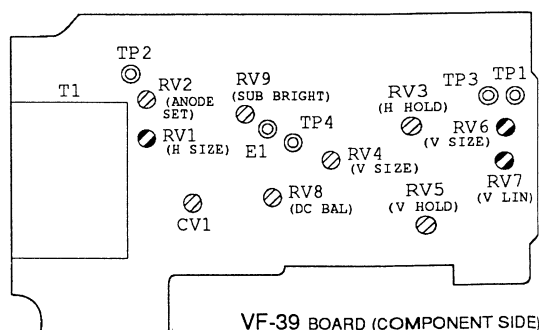 TP2
T1
RV2
(ANODE
SET)
RV1
(H SIZE)
RV9
(SUB BRIGHT)
E1
TP4
RV3
(H HOLD)
TP3
TP1
RV6
(V SIZE)
RV4
(V SIZE)
RV7
(V LIN)
CV1
RV8
(DC BAL)
RV5
(V HOLD)
VF-39 BOARD (COMPONENT SIDE)